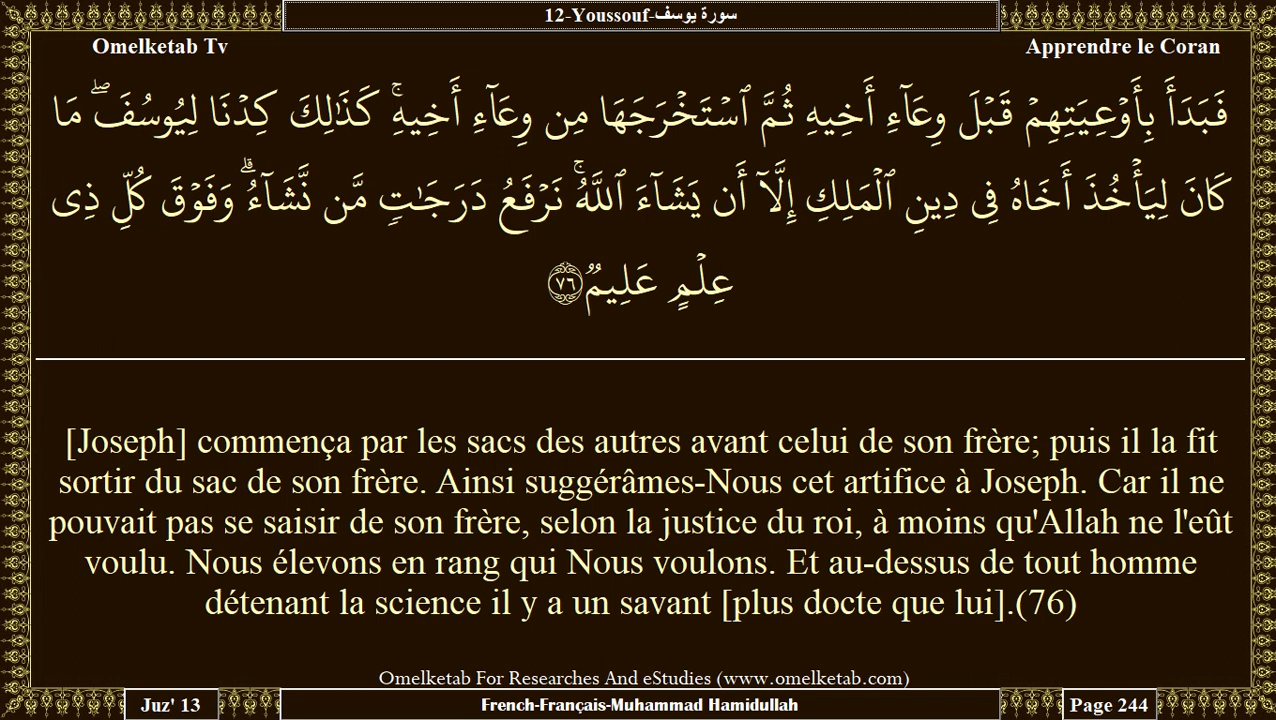 12-Youssouf-سورة يوسف
Omelketab Tv
Apprendre le Coran
فَبَدَأَ بِأَوۡعِيَتِهِمۡ قَبۡلَ وِعَآءِ أَخِيهِ ثُمَّ ٱسۡتَخۡرَجَهَا مِن وِعَآءِ أَخِيهِۚ كَذَٰلِكَ كِدۡنَا لِيُوسُفَۖ مَا
كَانَ لِيَأۡخُذَ أَخَاهُ فِى دِينِ ٱلۡمَلِكِ إِلَّآ أَن يَشَآءَ ٱللَّهُۚ نَرۡفَعُ دَرَجَـٰتٖ مَّن نَّشَآءُۗ وَفَوۡقَ كُلِّ ذِى
عِلۡمٍ عَلِيمٞ ٧٦
[Joseph] commença par les sacs des autres avant celui de son frère; puis il la fit
sortir du sac de son frère. Ainsi suggérâmes-Nous cet artifice à Joseph. Car il ne
pouvait pas se saisir de son frère, selon la justice du roi, à moins qu'Allah ne l'eût
voulu. Nous élevons en rang qui Nous voulons. Et au-dessus de tout homme
détenant la science il y a un savant [plus docte que lui].(76)
Omelketab For Researches And eStudies (www.omelketab.com)
Juz' 13
French-Français-Muhammad Hamidullah
Page 244